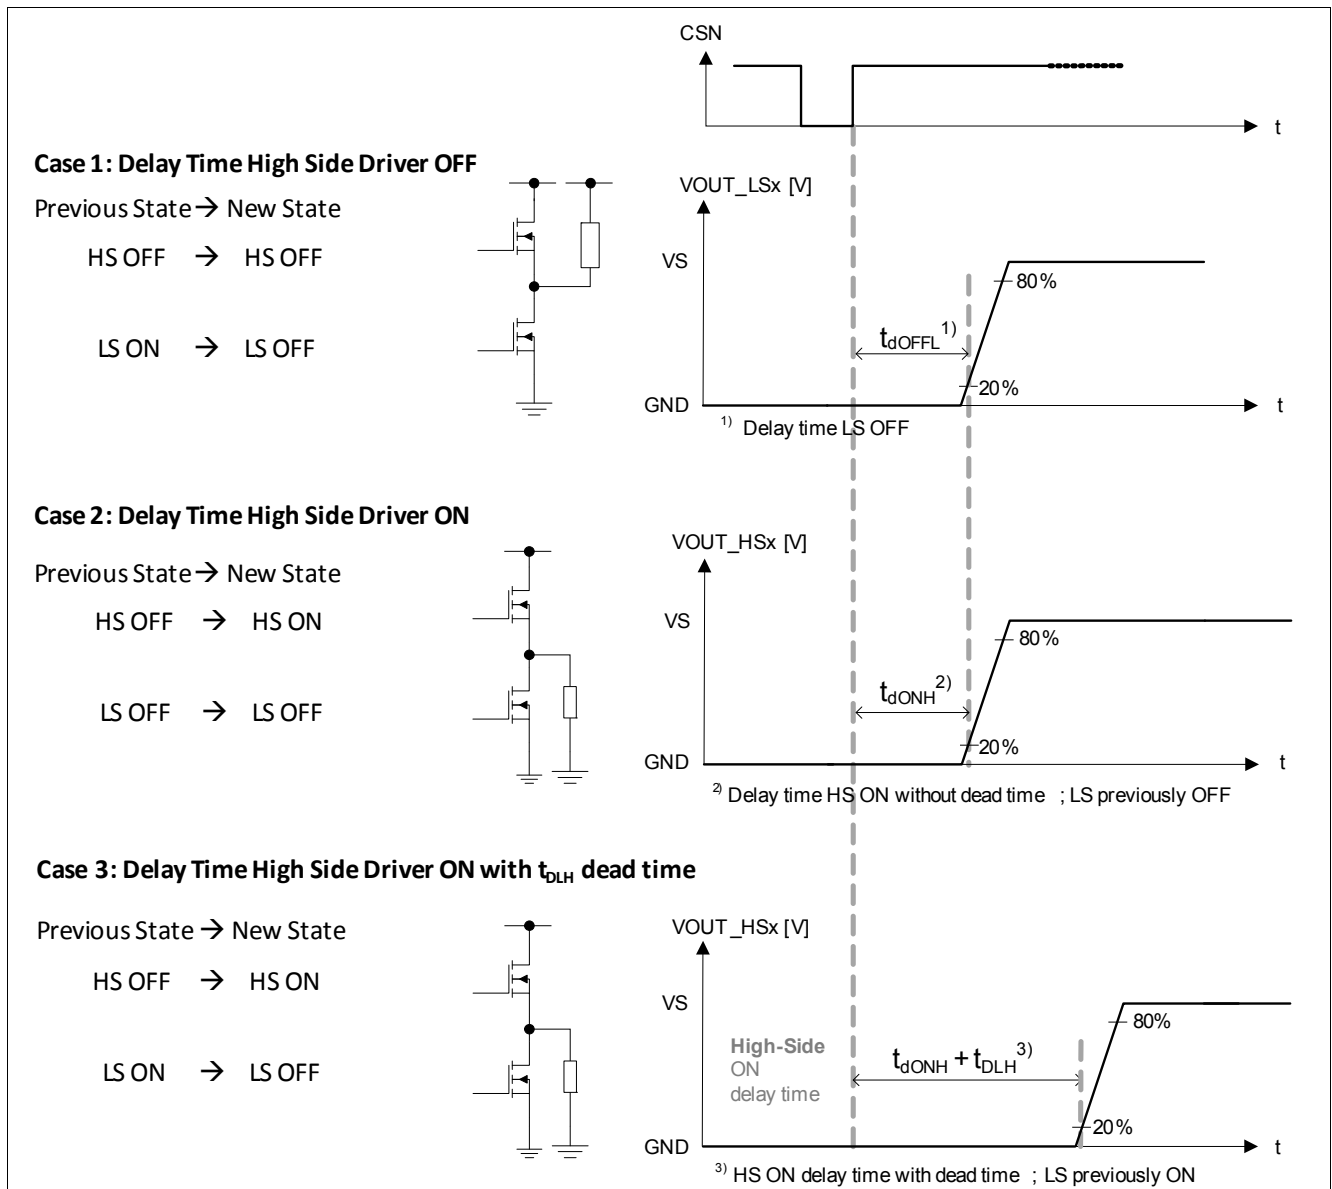 CSN
t
Case 1: Delay Time High Side Driver OFF
Previous State → New State
HS OFF → HS OFF
LS ON → LS OFF
VOUT_LSx [V]
VS
80%
tdOFFL1)
20%
GND
t
1) Delay time LS OFF
Case 2: Delay Time High Side Driver ON
Previous State → New State
HS OFF → HS ON
LS OFF → LS OFF
VOUT_HSx [V]
VS
80%
tdONH2)
20%
GND
t
2) Delay time HS ON without dead time ; LS previously OFF
Case 3: Delay Time High Side Driver ON with tDLH dead time
Previous State → New State
HS OFF → HS ON
LS ON → LS OFF
VOUT_HSx [V]
VS
80%
High-Side
ON
delay time
tdONH + tDLH3)
20%
GND
t
3) HS ON delay time with dead time ; LS previously ON